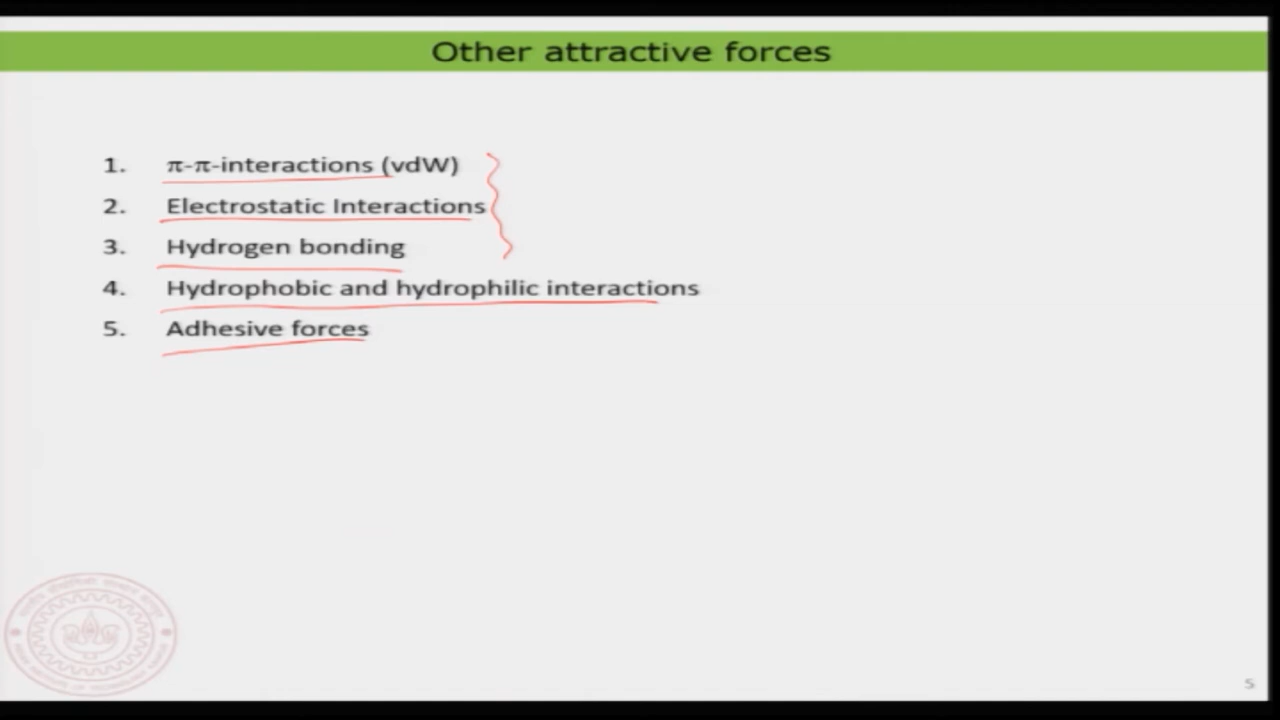 Other attractive forces
1. π-π-interactions (vdW)
2. Electrostatic Interactions
3. Hydrogen bonding
4. Hydrophobic and hydrophilic interactions
5. Adhesive forces
5